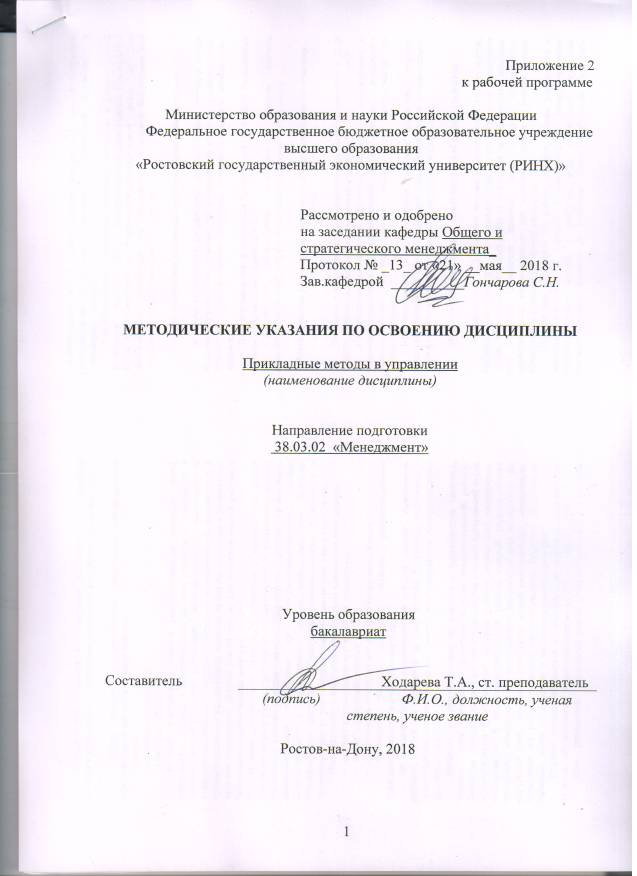 Приложение 2
к рабочей программе
Министерство образования и науки Российской Федерации
Федеральное государственное бюджетное образовательное учреждение
высшего образования
«Ростовский государственный экономический университет (РИНХ)»
Рассмотрено и одобрено
на заседании кафедры Общего и
стратегического менеджмента_
Протокол № _13_ от «21» __мая__ 2018 г.
Зав.кафедрой __________Гончарова С.Н.
МЕТОДИЧЕСКИЕ УКАЗАНИЯ ПО ОСВОЕНИЮ ДИСЦИПЛИНЫ
Прикладные методы в управлении
(наименование дисциплины)
Направление подготовки
38.03.02 «Менеджмент»
Уровень образования
бакалавриат
Составитель Ходарева Т.А., ст. преподаватель
(подпись) Ф.И.О., должность, ученая
степень, ученое звание
Ростов-на-Дону, 2018
1